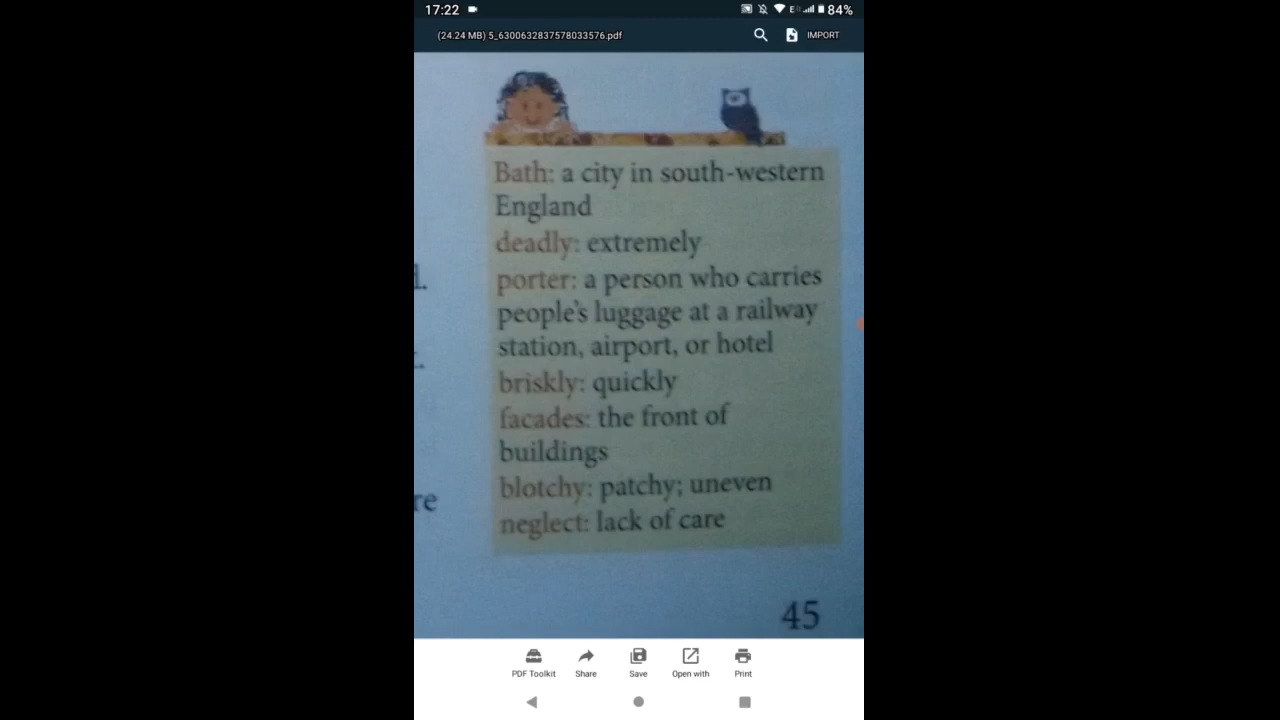 17:22
84%
(24.24 MB) 5_6300632837578033576.pdf
IMPORT
Bath: a city in south-western
England
deadly: extremely
porter: a person who carries
people's luggage at a railway
station, airport, or hotel
briskly: quickly
facades: the front of
buildings
blotchy: patchy; uneven
neglect: lack of care
re
45
PDF Toolkit
Share
Save
Open with
Print